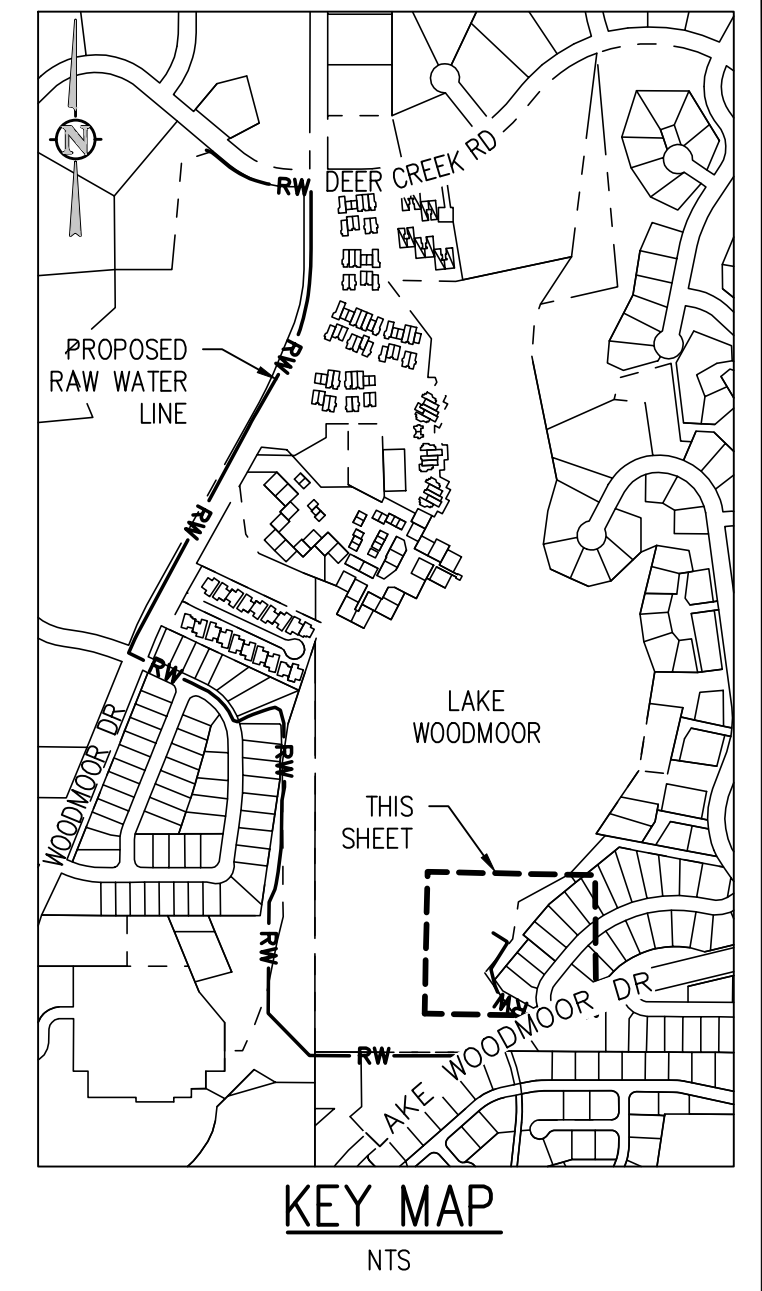 N
DEER CREEK RD
RW
PROPOSED
RAW WATER
LINE
RW
RW
RW
LAKE
WOODMOOR
WOODMOOR DR
RW
THIS
SHEET
RW
RW
LAKE WOODMOOR DR
RW
KEY MAP
NTS